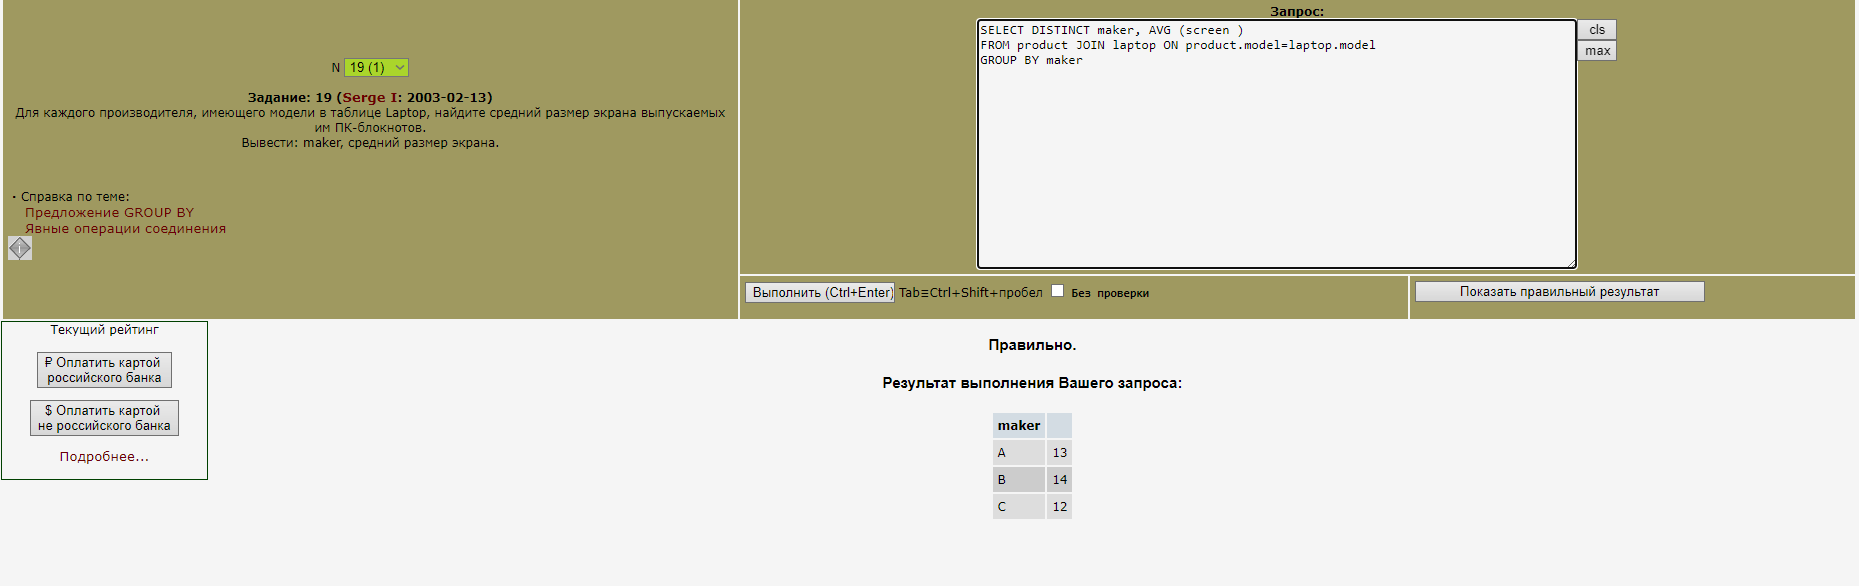 N 19 (1)
Задание: 19 (Serge I: 2003-02-13)
Для каждого производителя, имеющего модели в таблице Laptop, найдите средний размер экрана выпускаемых
им ПК-блокнотов.
Вывести: maker, средний размер экрана.
· Справка по теме:
Предложение GROUP BY
Явные операции соединения
i
Запрос:
SELECT DISTINCT maker, AVG (screen )
FROM product JOIN laptop ON product.model=laptop.model
GROUP BY maker
cls
max
Выполнить (Ctrl+Enter) Tab≡Ctrl+Shift+пробел Без проверки
Показать правильный результат
Текущий рейтинг
₽ Оплатить картой
российского банка
$ Оплатить картой
не российского банка
Подробнее...
Правильно.
Результат выполнения Вашего запроса:
maker
A 13
B 14
C 12